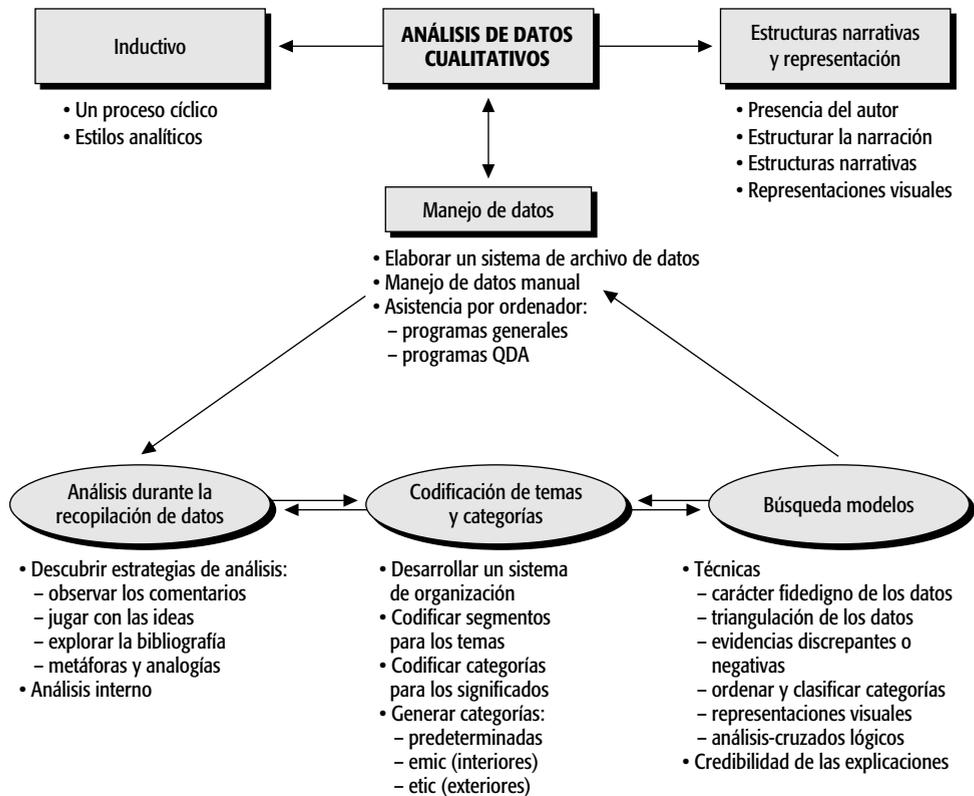 Inductivo
• Un proceso cíclico
• Estilos analíticos
ANÁLISIS DE DATOS
CUALITATIVOS
Estructuras narrativas
y representación
• Presencia del autor
• Estructurar la narración
• Estructuras narrativas
• Representaciones visuales
Manejo de datos
• Elaborar un sistema de archivo de datos
• Manejo de datos manual
• Asistencia por ordenador:
– programas generales
– programas QDA
Análisis durante la
recopilación de datos
• Descubrir estrategias de análisis:
– observar los comentarios
– jugar con las ideas
– explorar la bibliografía
– metáforas y analogías
• Análisis interno
Codificación de temas
y categorías
• Desarrollar un sistema
de organización
• Codificar segmentos
para los temas
• Codificar categorías
para los significados
• Generar categorías:
– predeterminadas
– emic (interiores)
– etic (exteriores)
Búsqueda modelos
• Técnicas
– carácter fidedigno de los datos
– triangulación de los datos
– evidencias discrepantes o
negativas
– ordenar y clasificar categorías
– representaciones visuales
– análisis-cruzados lógicos
• Credibilidad de las explicaciones